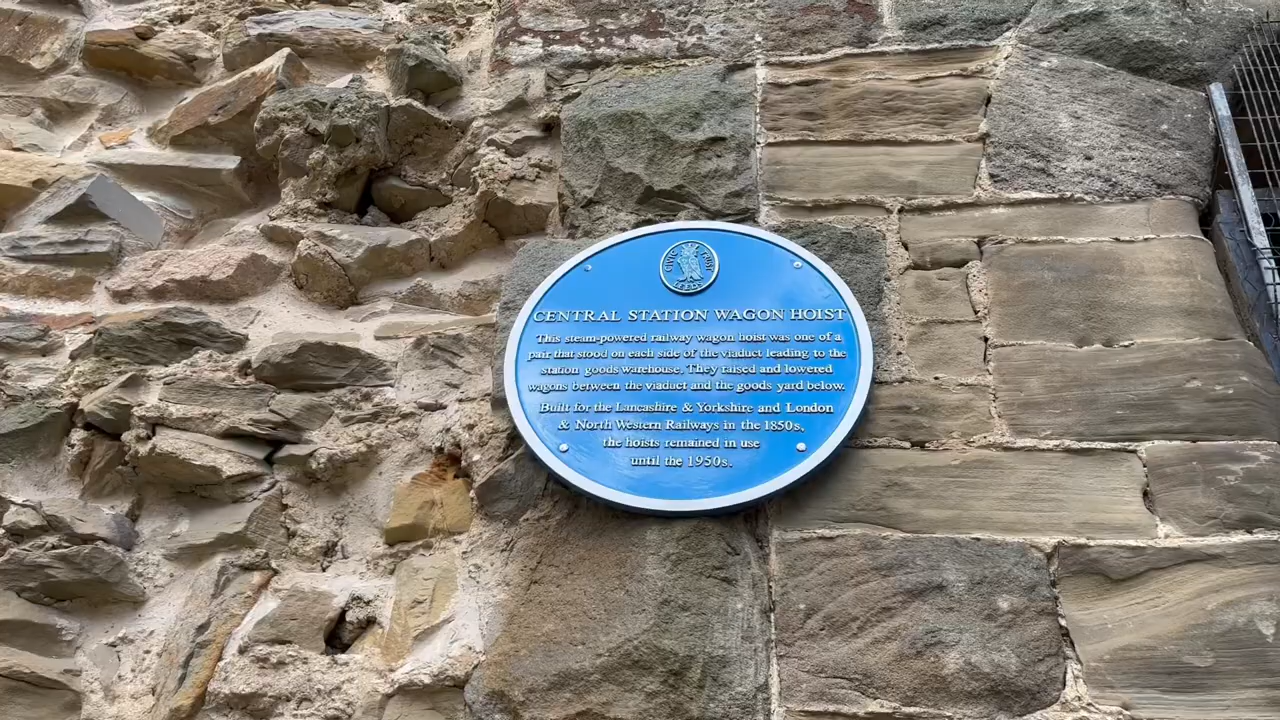 CIVIC TRUST
LEEDS
CENTRAL STATION WAGON HOIST
This steam-powered railway wagon hoist was one of a
pair that stood on each side of the viaduct leading to the
station goods warehouse. They raised and lowered
wagons between the viaduct and the goods yard below.
Built for the Lancashire & Yorkshire and London
& North Western Railways in the 1850s,
the hoists remained in use
until the 1950s.